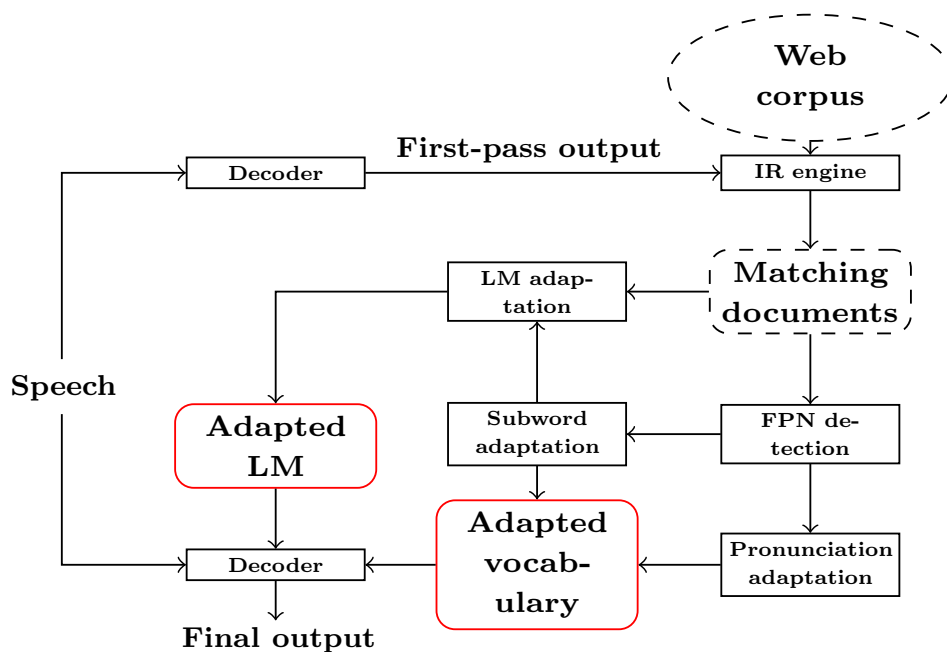 Web
corpus
First-pass output
Decoder
IR engine
LM adap-
tation
Matching
documents
Speech
Adapted
LM
Subword
adaptation
FPN de-
tection
Adapted
vocab-
ulary
Pronunciation
adaptation
Decoder
Final output